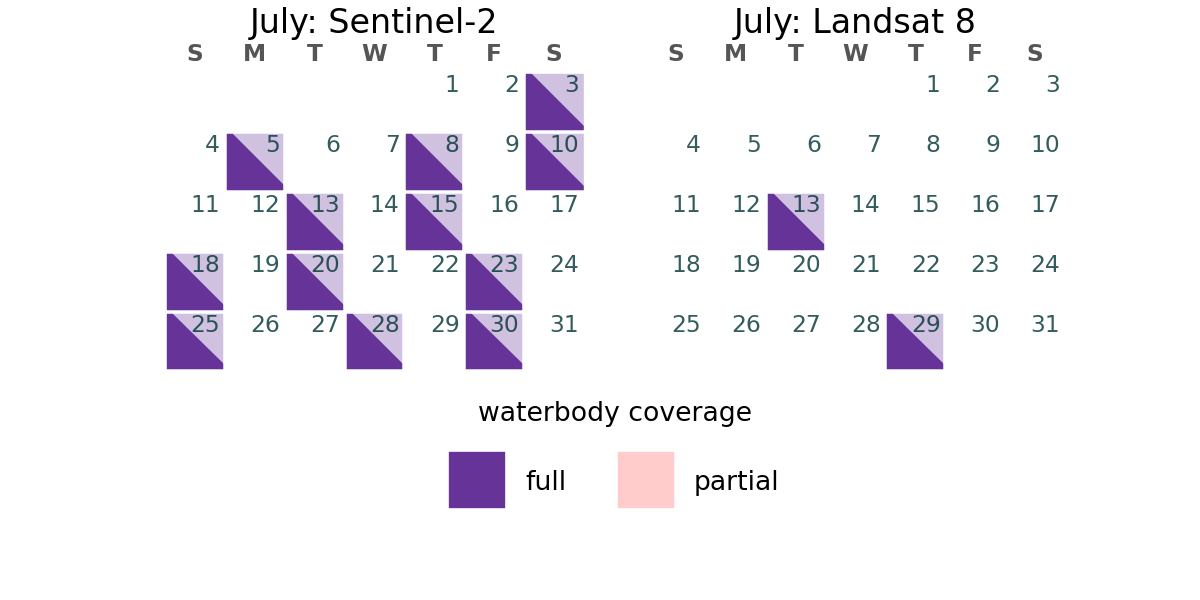 July: Sentinel-2
S M T W T F S
1 2 3
4 5 6 7 8 9 10
11 12 13 14 15 16 17
18 19 20 21 22 23 24
25 26 27 28 29 30 31
July: Landsat 8
S M T W T F S
1 2 3
4 5 6 7 8 9 10
11 12 13 14 15 16 17
18 19 20 21 22 23 24
25 26 27 28 29 30 31
waterbody coverage
full partial